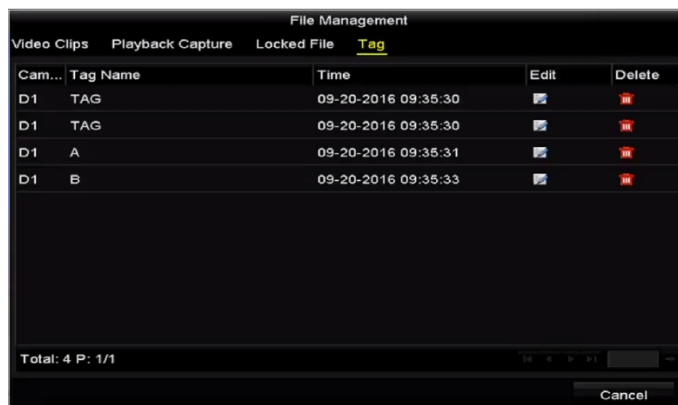 File Management
Video Clips Playback Capture Locked File Tag
Cam... Tag Name Time Edit Delete
D1 TAG 09-20-2016 09:35:30
D1 TAG 09-20-2016 09:35:30
D1 A 09-20-2016 09:35:31
D1 B 09-20-2016 09:35:33
Total: 4 P: 1/1
Cancel